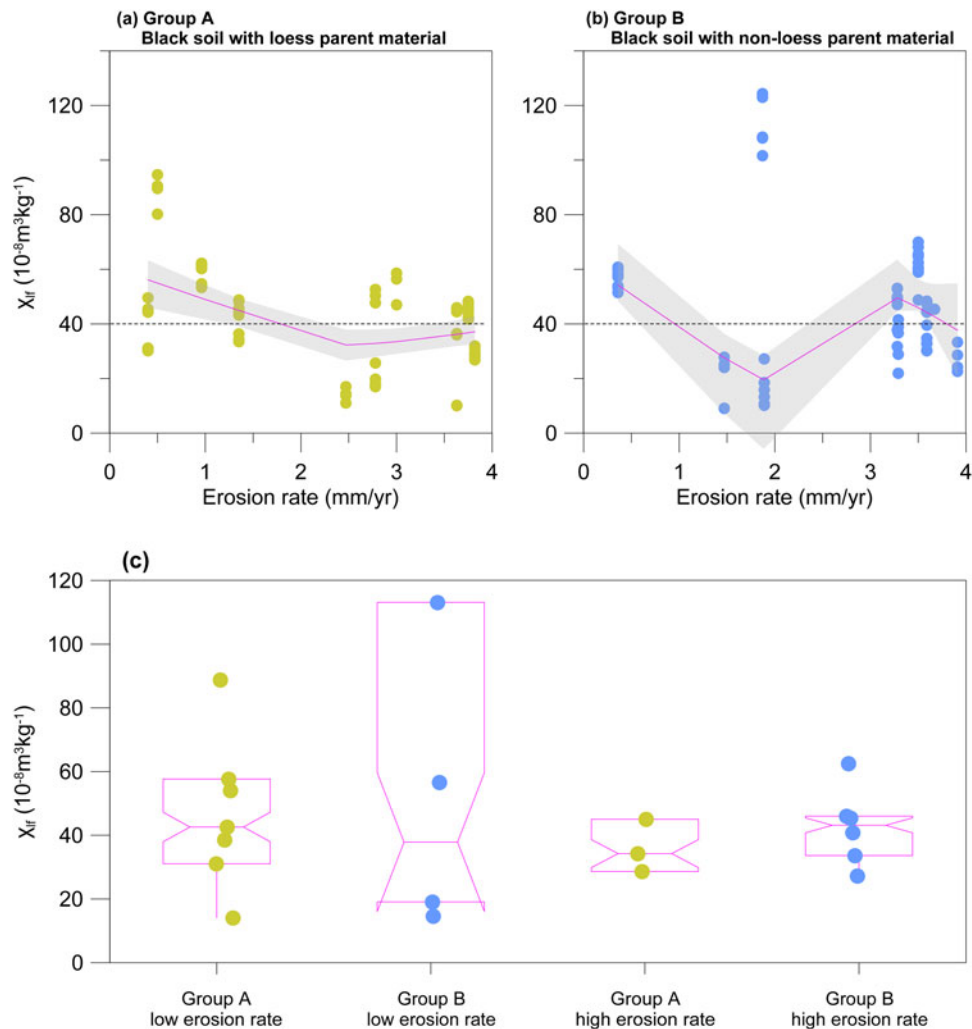 (a) Group A
Black soil with loess parent material
(b) Group B
Black soil with non-loess parent material
χlf (10⁻⁸m³kg⁻¹)
120
80
40
0
0 1 2 3 4
Erosion rate (mm/yr)
120
80
40
0
0 1 2 3 4
Erosion rate (mm/yr)
(c)
χlf (10⁻⁸m³kg⁻¹)
120
100
80
60
40
20
0
Group A
low erosion rate
Group B
low erosion rate
Group A
high erosion rate
Group B
high erosion rate